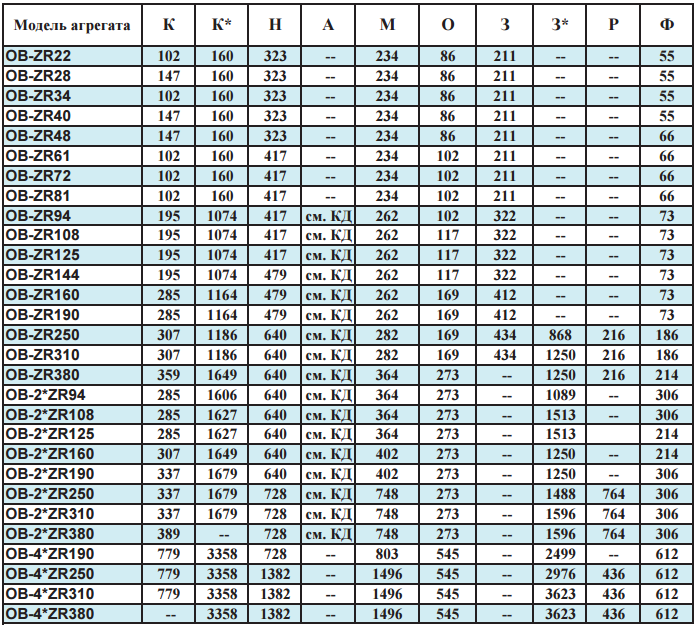 Модель агрегата К К* Н А М О З З* Р Ф
OB-ZR22 102 160 323 -- 234 86 211 -- -- 55
OB-ZR28 147 160 323 -- 234 86 211 -- -- 55
OB-ZR34 102 160 323 -- 234 86 211 -- -- 55
OB-ZR40 147 160 323 -- 234 86 211 -- -- 55
OB-ZR48 147 160 323 -- 234 86 211 -- -- 66
OB-ZR61 102 160 417 -- 234 102 211 -- -- 66
OB-ZR72 102 160 417 -- 234 102 211 -- -- 66
OB-ZR81 102 160 417 -- 234 102 211 -- -- 66
OB-ZR94 195 1074 417 см. КД 262 102 322 -- -- 73
OB-ZR108 195 1074 417 см. КД 262 117 322 -- -- 73
OB-ZR125 195 1074 417 см. КД 262 117 322 -- -- 73
OB-ZR144 195 1074 479 см. КД 262 117 322 -- -- 73
OB-ZR160 285 1164 479 см. КД 262 169 412 -- -- 73
OB-ZR190 285 1164 479 см. КД 262 169 412 -- -- 73
OB-ZR250 307 1186 640 см. КД 282 169 434 868 216 186
OB-ZR310 307 1186 640 см. КД 282 169 434 1250 216 186
OB-ZR380 359 1649 640 см. КД 364 273 -- 1250 216 214
OB-2*ZR94 285 1606 640 см. КД 364 273 -- 1089 -- 306
OB-2*ZR108 285 1627 640 см. КД 364 273 -- 1513 -- 306
OB-2*ZR125 285 1627 640 см. КД 364 273 -- 1513 214
OB-2*ZR160 307 1649 640 см. КД 402 273 -- 1250 -- 214
OB-2*ZR190 337 1679 640 см. КД 402 273 -- 1250 -- 306
OB-2*ZR250 337 1679 728 см. КД 748 273 -- 1488 764 306
OB-2*ZR310 337 1679 728 см. КД 748 273 -- 1596 764 306
OB-2*ZR380 389 -- 728 см. КД 748 273 -- 1596 764 306
OB-4*ZR190 779 3358 728 -- 803 545 -- 2499 -- 612
OB-4*ZR250 779 3358 1382 -- 1496 545 -- 2976 436 612
OB-4*ZR310 779 3358 1382 -- 1496 545 -- 3623 436 612
OB-4*ZR380 -- 3358 1382 -- 1496 545 -- 3623 436 612